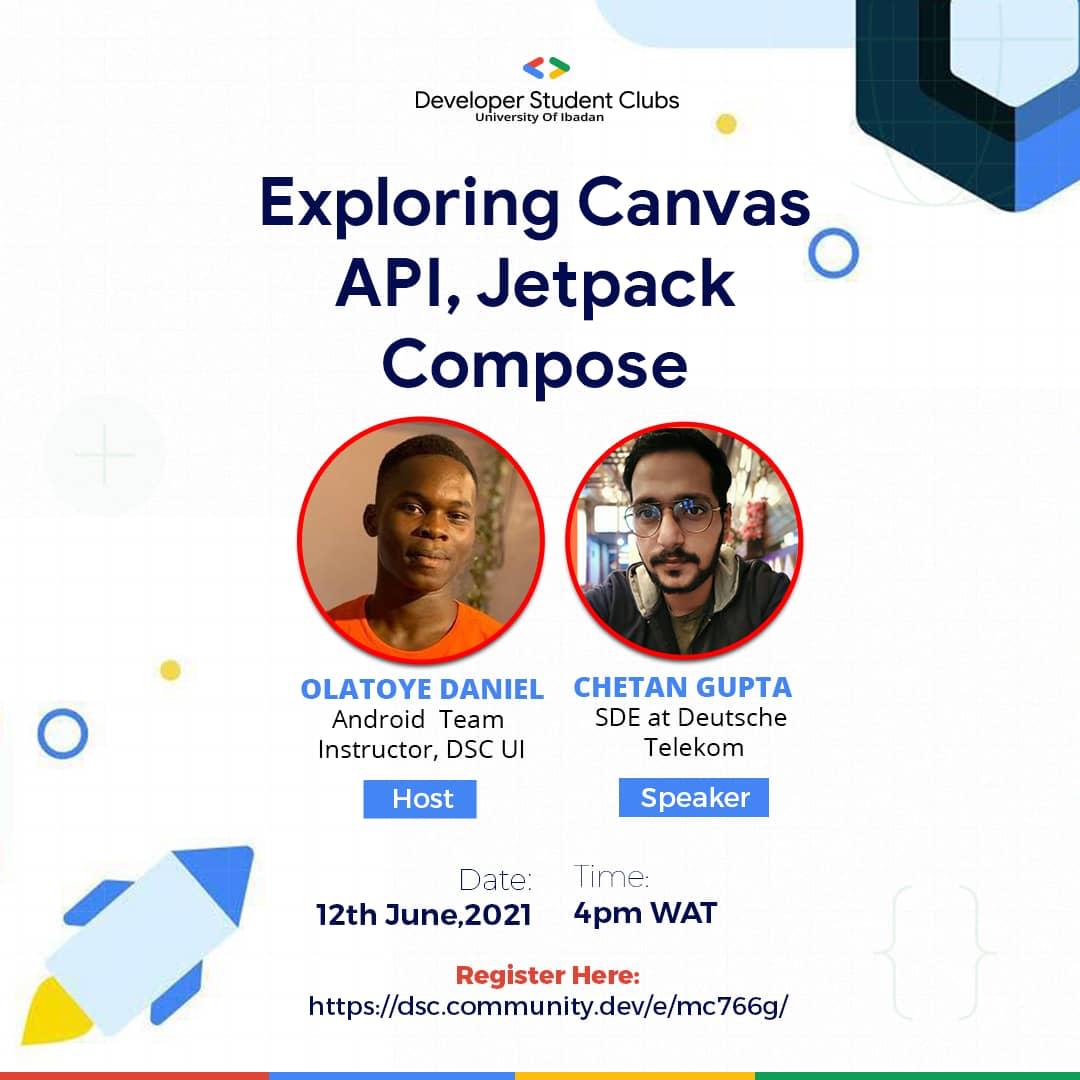 Developer Student Clubs
University Of Ibadan
Exploring Canvas
API, Jetpack
Compose
OLATOYE DANIEL
Android Team
Instructor, DSC UI
Host
CHETAN GUPTA
SDE at Deutsche
Telekom
Speaker
Date:
12th June,2021
Time:
4pm WAT
Register Here:
https://dsc.community.dev/e/mc766g/